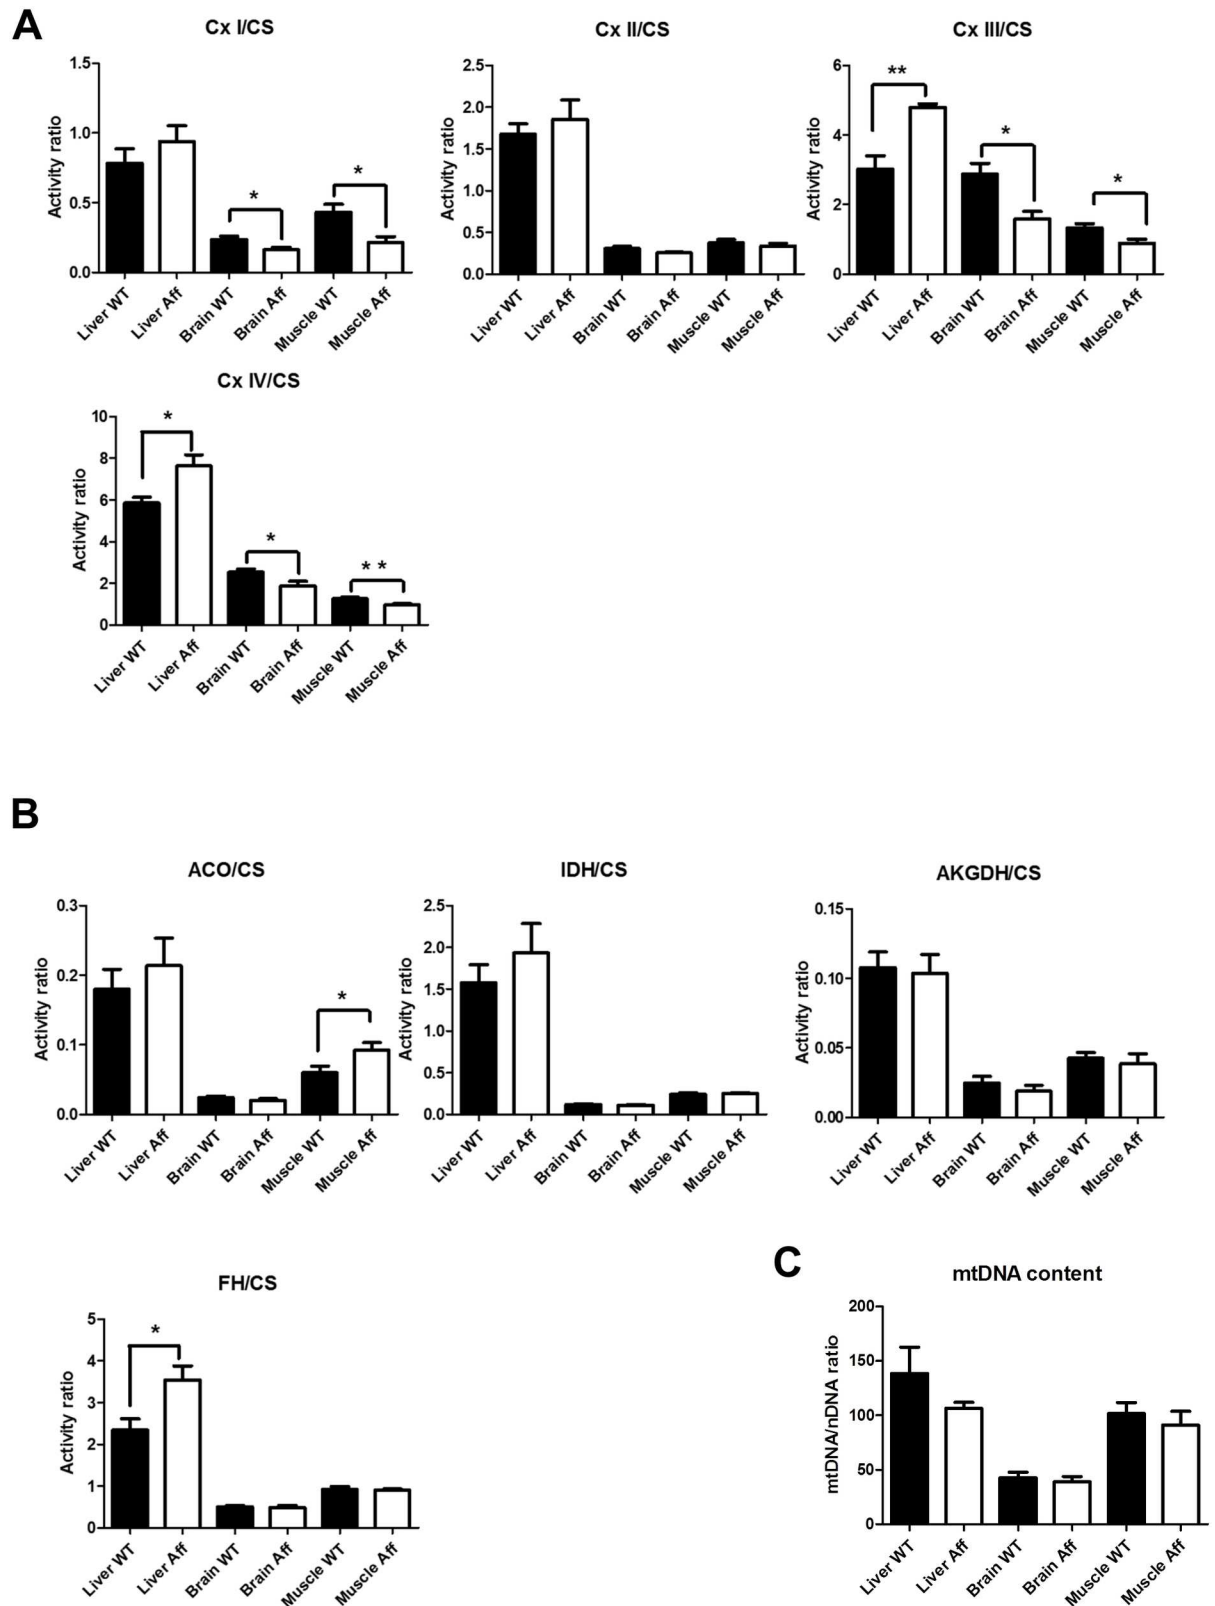 A
Cx I/CS
Activity ratio
1.5
1.0
0.5
0.0
*
*
Liver WT
Liver Aff
Brain WT
Brain Aff
Muscle WT
Muscle Aff
Cx II/CS
Activity ratio
2.5
2.0
1.5
1.0
0.5
0.0
Liver WT
Liver Aff
Brain WT
Brain Aff
Muscle WT
Muscle Aff
Cx III/CS
Activity ratio
6
4
2
0
**
*
*
Liver WT
Liver Aff
Brain WT
Brain Aff
Muscle WT
Muscle Aff
Cx IV/CS
Activity ratio
10
8
6
4
2
0
*
*
* *
Liver WT
Liver Aff
Brain WT
Brain Aff
Muscle WT
Muscle Aff
B
ACO/CS
Activity ratio
0.3
0.2
0.1
0.0
*
Liver WT
Liver Aff
Brain WT
Brain Aff
Muscle WT
Muscle Aff
IDH/CS
Activity ratio
2.5
2.0
1.5
1.0
0.5
0.0
Liver WT
Liver Aff
Brain WT
Brain Aff
Muscle WT
Muscle Aff
AKGDH/CS
Activity ratio
0.15
0.10
0.05
0.00
Liver WT
Liver Aff
Brain WT
Brain Aff
Muscle WT
Muscle Aff
FH/CS
Activity ratio
5
4
3
2
1
0
*
Liver WT
Liver Aff
Brain WT
Brain Aff
Muscle WT
Muscle Aff
C
mtDNA content
mtDNA/nDNA ratio
200
150
100
50
0
Liver WT
Liver Aff
Brain WT
Brain Aff
Muscle WT
Muscle Aff